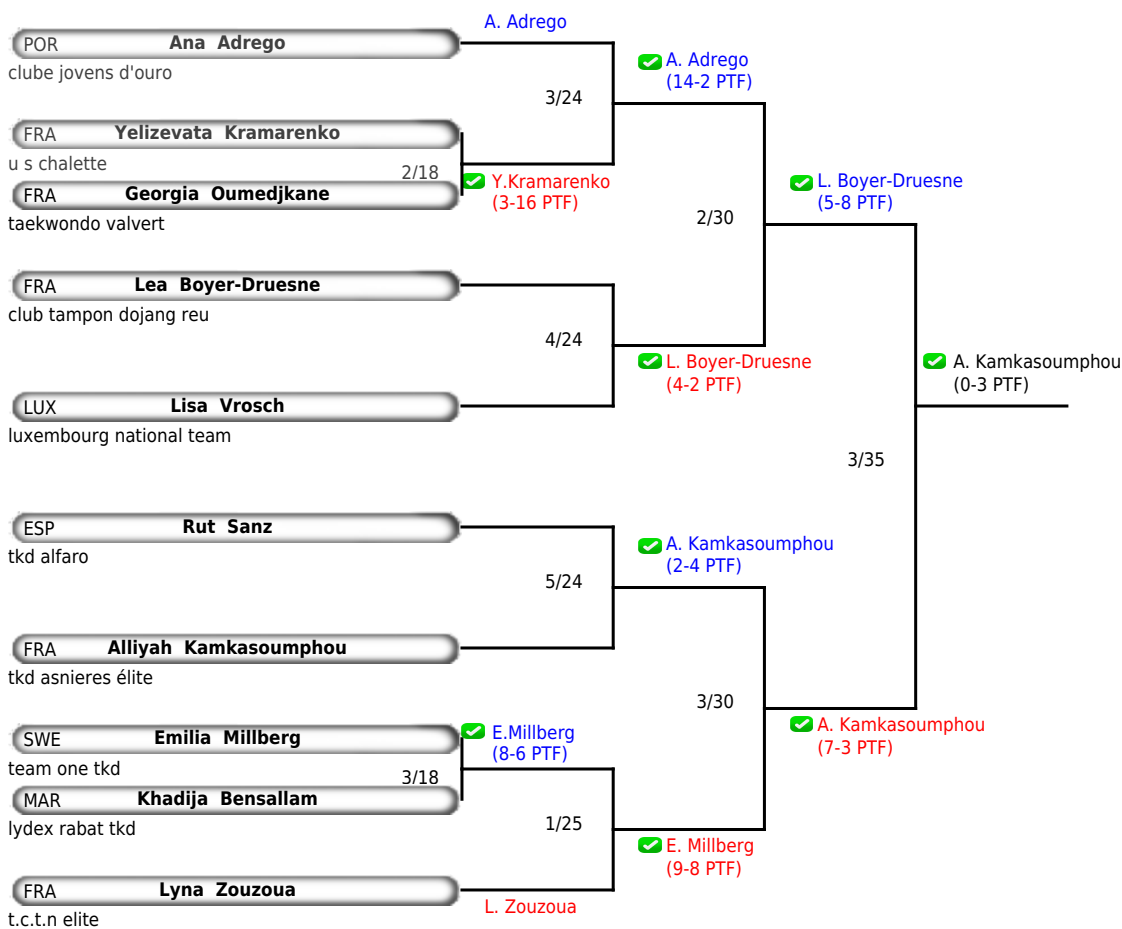 A. Adrego
POR Ana Adrego
clube jovens d'ouro
A. Adrego
(14-2 PTF)
3/24
FRA Yelizevata Kramarenko
u s chalette
2/18
Y.Kramarenko
(3-16 PTF)
FRA Georgia Oumedjkane
taekwondo valvert
L. Boyer-Druesne
(5-8 PTF)
2/30
FRA Lea Boyer-Druesne
club tampon dojang reu
4/24
L. Boyer-Druesne
(4-2 PTF)
A. Kamkasoumphou
(0-3 PTF)
LUX Lisa Vrosch
luxembourg national team
3/35
ESP Rut Sanz
tkd alfaro
A. Kamkasoumphou
(2-4 PTF)
5/24
FRA Alliyah Kamkasoumphou
tkd asnieres élite
3/30
A. Kamkasoumphou
(7-3 PTF)
SWE Emilia Millberg
team one tkd
E.Millberg
(8-6 PTF)
3/18
MAR Khadija Bensallam
lydex rabat tkd
1/25
E. Millberg
(9-8 PTF)
FRA Lyna Zouzoua
t.c.t.n elite
L. Zouzoua